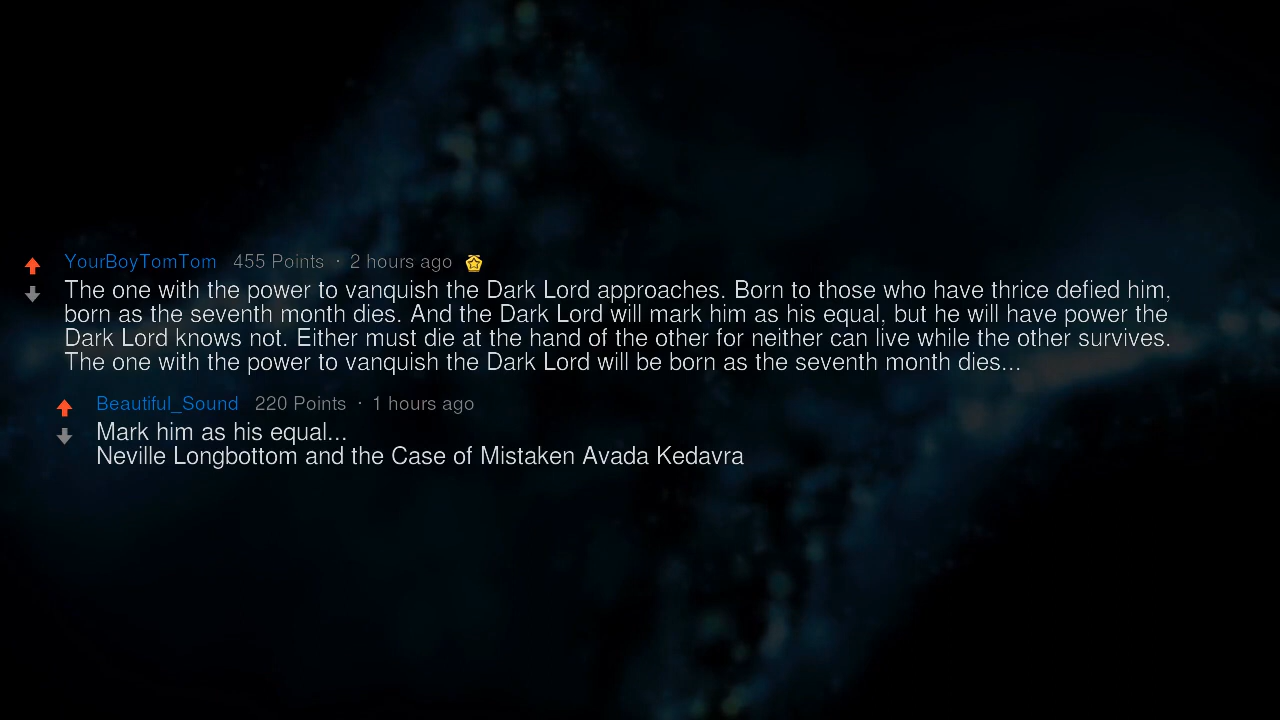 YourBoyTomTom 455 Points · 2 hours ago
The one with the power to vanquish the Dark Lord approaches. Born to those who have thrice defied him,
born as the seventh month dies. And the Dark Lord will mark him as his equal, but he will have power the
Dark Lord knows not. Either must die at the hand of the other for neither can live while the other survives.
The one with the power to vanquish the Dark Lord will be born as the seventh month dies...
Beautiful_Sound 220 Points · 1 hours ago
Mark him as his equal...
Neville Longbottom and the Case of Mistaken Avada Kedavra